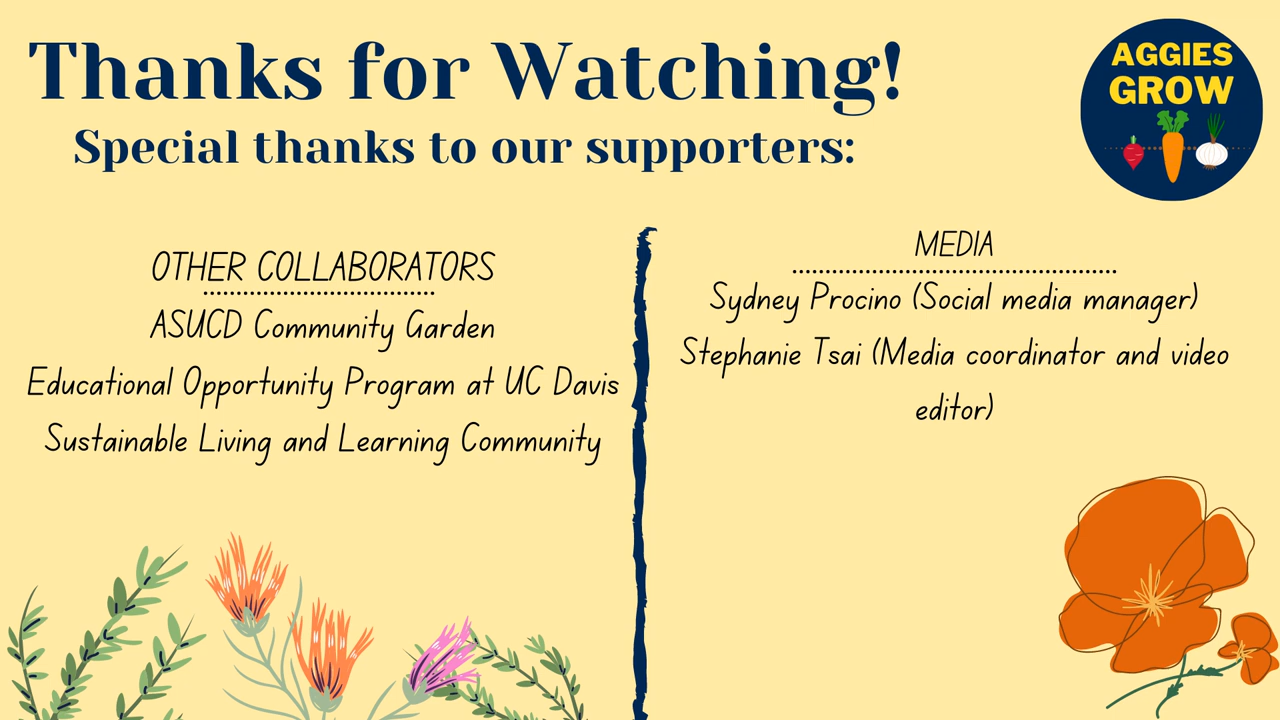 Thanks for Watching!
Special thanks to our supporters:
AGGIES
GROW
OTHER COLLABORATORS
ASUCD Community Garden
Educational Opportunity Program at UC Davis
Sustainable Living and Learning Community
MEDIA
Sydney Procino (Social media manager)
Stephanie Tsai (Media coordinator and video
editor)